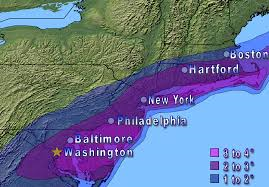 Boston
Hartford
New York
Philadelphia
Baltimore
Washington
3 to 4°
2 to 3°
1 to 2°